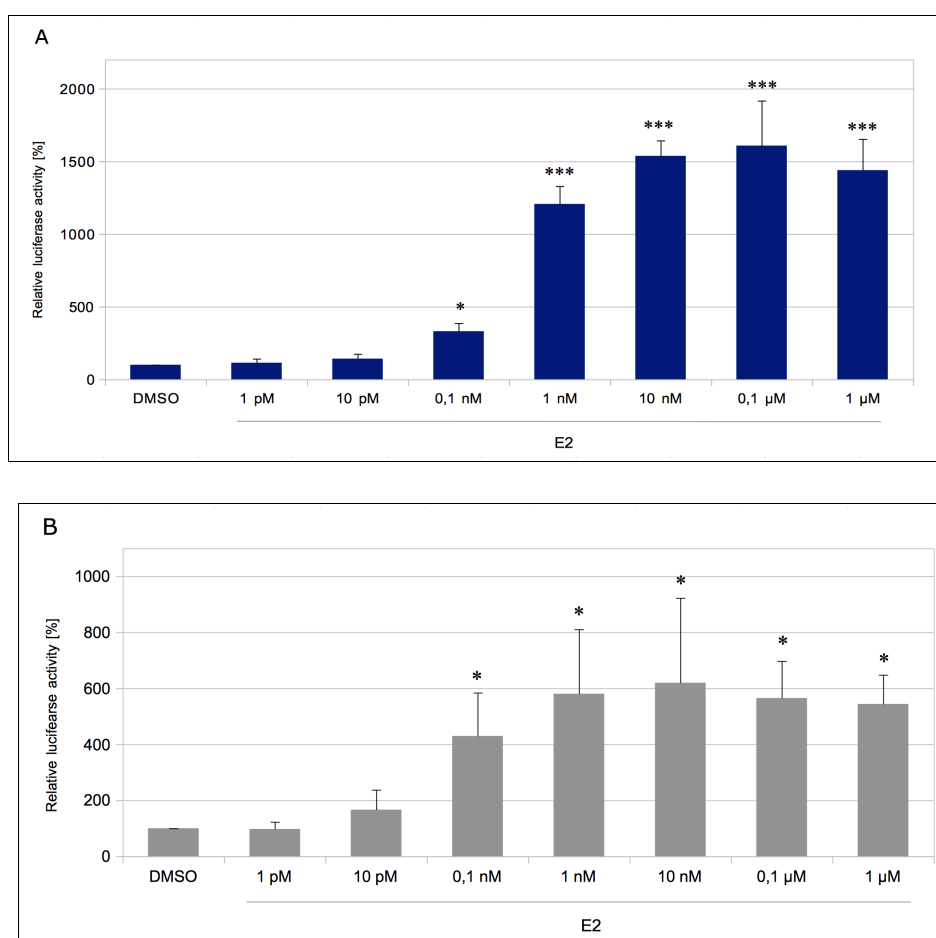 A
Relative luciferase activity [%]
2000
1500
1000
500
0
***
***
***
***
*
DMSO 1 pM 10 pM 0,1 nM 1 nM 10 nM 0,1 µM 1 µM
E2
B
Relative lucifearse activity [%]
1000
800
600
400
200
0
*
*
*
*
*
DMSO 1 pM 10 pM 0,1 nM 1 nM 10 nM 0,1 µM 1 µM
E2